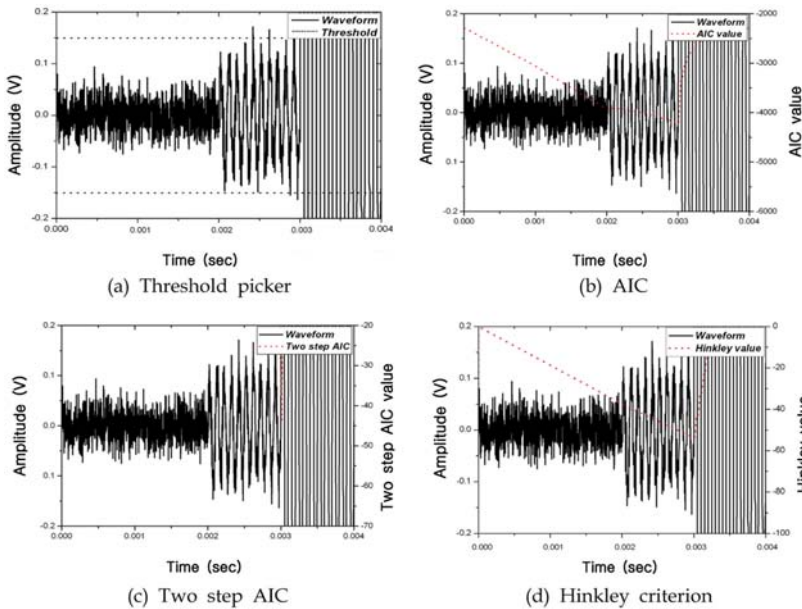 Waveform
Threshold
Amplitude (V)
0.2
0.1
0.0
-0.1
-0.2
0.000
0.001
0.002
0.003
0.004
Time (sec)
(a) Threshold picker
Waveform
AIC value
Amplitude (V)
0.2
0.1
0.0
-0.1
-0.2
-2000
-3000
-4000
-5000
-6000
AIC value
0.000
0.001
0.002
0.003
0.004
Time (sec)
(b) AIC
Waveform
Two step AIC
Amplitude (V)
0.2
0.1
0.0
-0.1
-0.2
-20
-30
-40
-50
-60
-70
Two step AIC value
0.000
0.001
0.002
0.003
0.004
Time (sec)
(c) Two step AIC
Waveform
Hinkley value
Amplitude (V)
0.2
0.1
0.0
-0.1
-0.2
0
-20
-40
-60
-80
-100
Hinkley value
0.000
0.001
0.002
0.003
0.004
Time (sec)
(d) Hinkley criterion